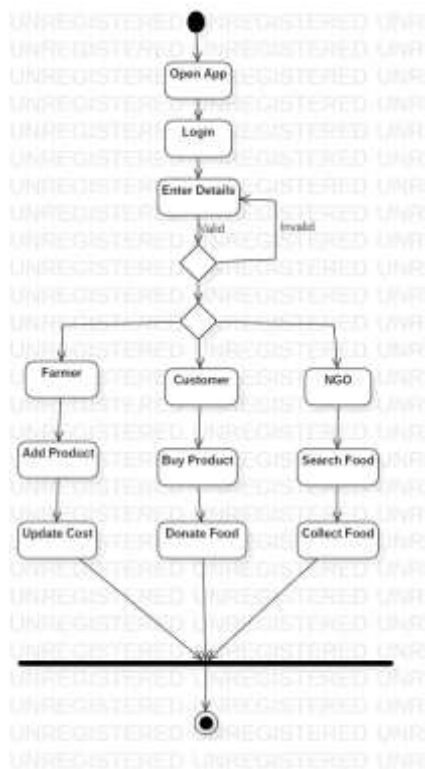 Open App
Login
Enter Details
Invalid
Valid
Farmer
Customer
NGO
Add Product
Buy Product
Search Food
Update Cost
Donate Food
Collect Food